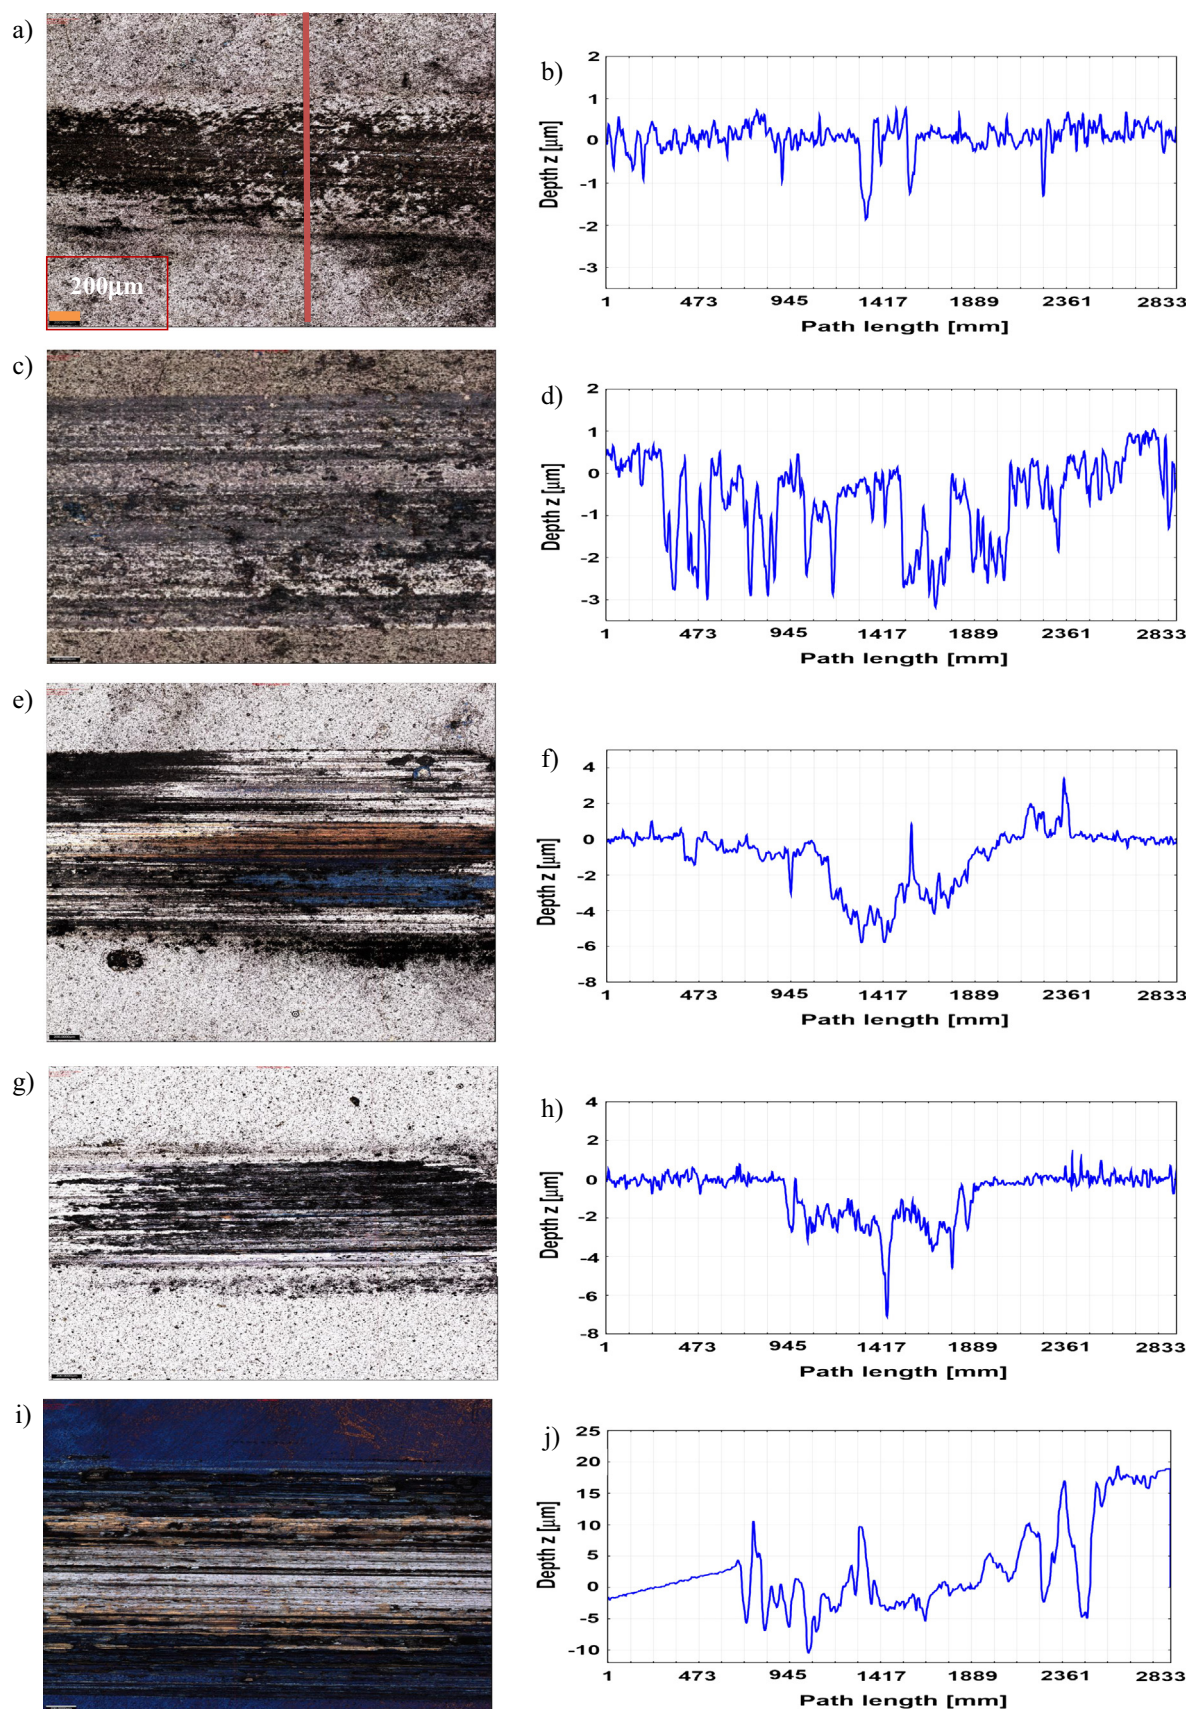 a)
200μm
b)
Depth z [μm]
2
1
0
-1
-2
-3
1 473 945 1417 1889 2361 2833
Path length [mm]
c)
d)
Depth z [μm]
2
1
0
-1
-2
-3
1 473 945 1417 1889 2361 2833
Path length [mm]
e)
f)
Depth z [μm]
4
2
0
-2
-4
-6
-8
1 473 945 1417 1889 2361 2833
Path length [mm]
g)
h)
Depth z [μm]
4
2
0
-2
-4
-6
-8
1 473 945 1417 1889 2361 2833
Path length [mm]
i)
j)
Depth z [μm]
25
20
15
10
5
0
-5
-10
1 473 945 1417 1889 2361 2833
Path length [mm]